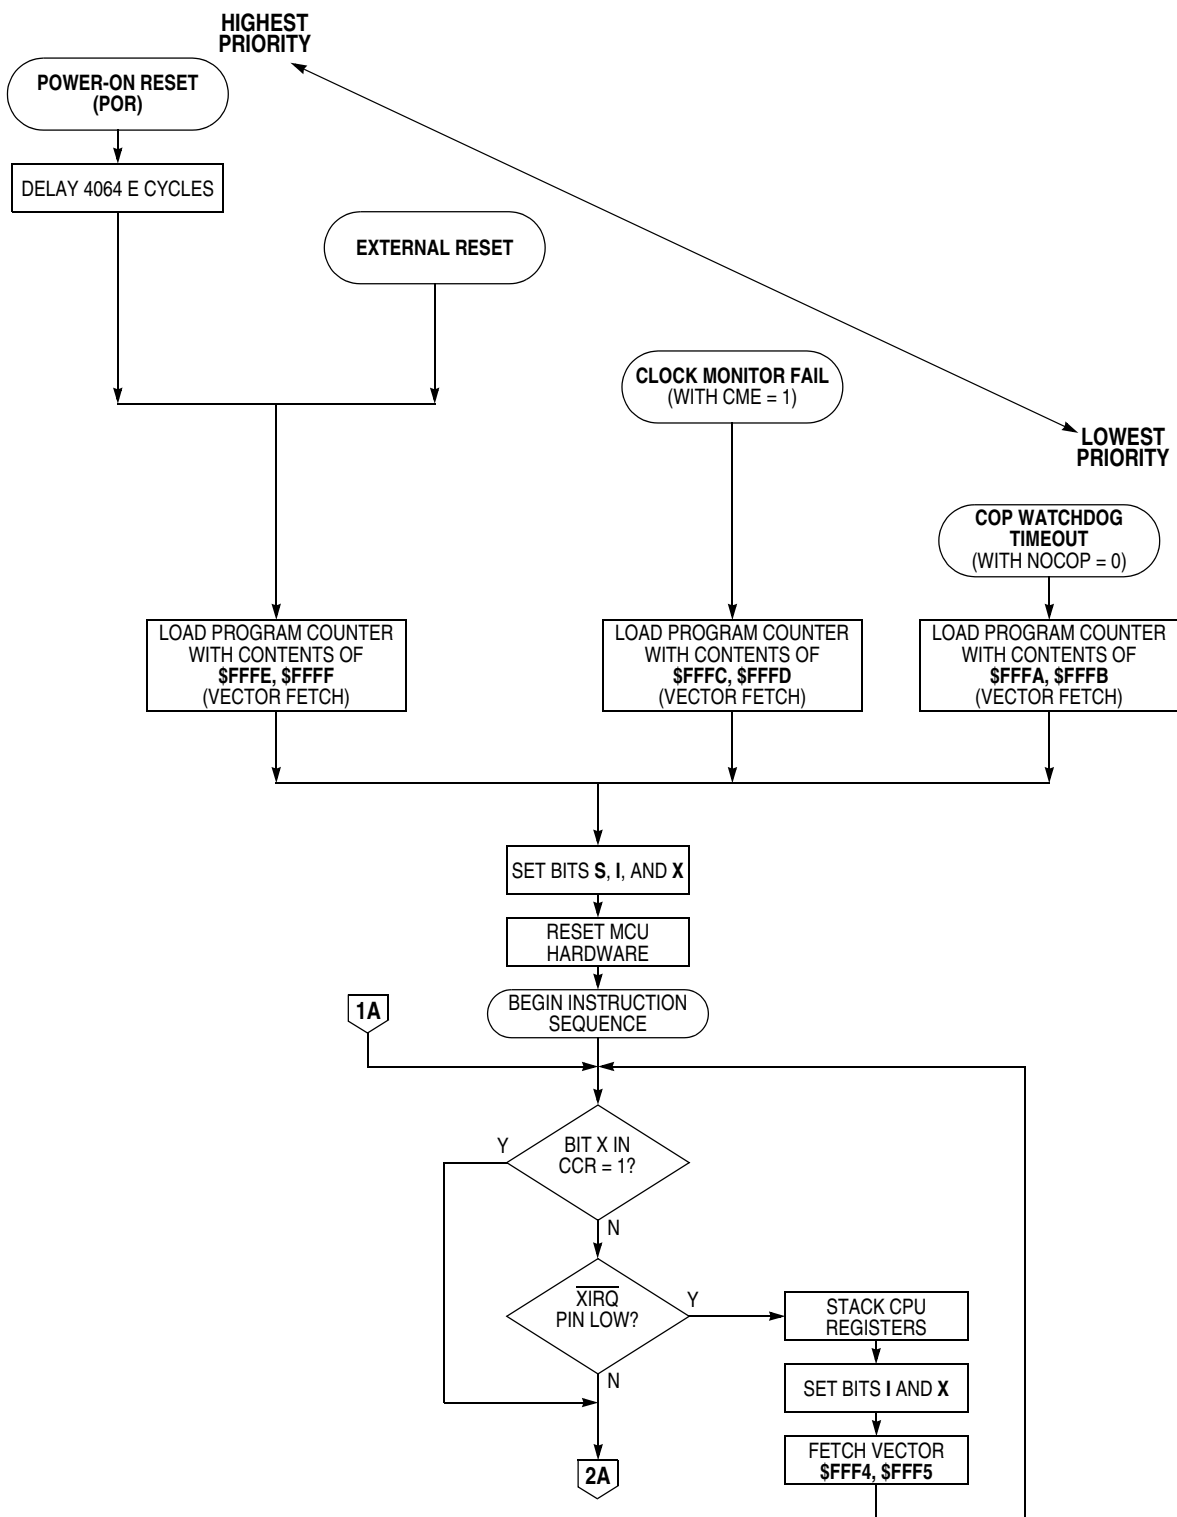 HIGHEST
PRIORITY
POWER-ON RESET
(POR)
DELAY 4064 E CYCLES
EXTERNAL RESET
CLOCK MONITOR FAIL
(WITH CME = 1)
LOWEST
PRIORITY
COP WATCHDOG
TIMEOUT
(WITH NOCOP = 0)
LOAD PROGRAM COUNTER
WITH CONTENTS OF
$FFFE, $FFFF
(VECTOR FETCH)
LOAD PROGRAM COUNTER
WITH CONTENTS OF
$FFFC, $FFFD
(VECTOR FETCH)
LOAD PROGRAM COUNTER
WITH CONTENTS OF
$FFFA, $FFFB
(VECTOR FETCH)
SET BITS S, I, AND X
RESET MCU
HARDWARE
BEGIN INSTRUCTION
SEQUENCE
1A
BIT X IN
CCR = 1?
Y
N
XIRQ
PIN LOW?
Y
N
STACK CPU
REGISTERS
SET BITS I AND X
FETCH VECTOR
$FFF4, $FFF5
2A